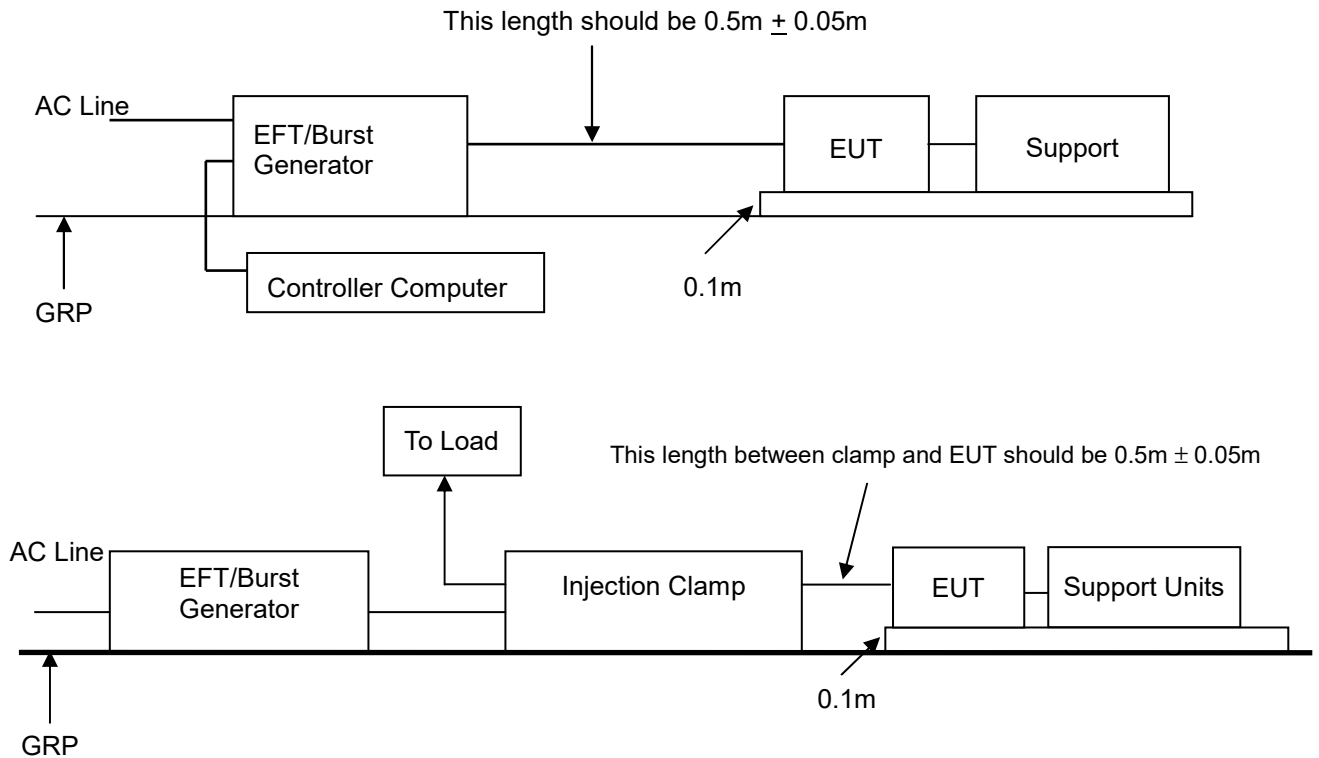 This length should be 0.5m ± 0.05m
AC Line
EFT/Burst
Generator
EUT
Support
Controller Computer
0.1m
GRP
To Load
This length between clamp and EUT should be 0.5m ± 0.05m
AC Line
EFT/Burst
Generator
Injection Clamp
EUT
Support Units
0.1m
GRP